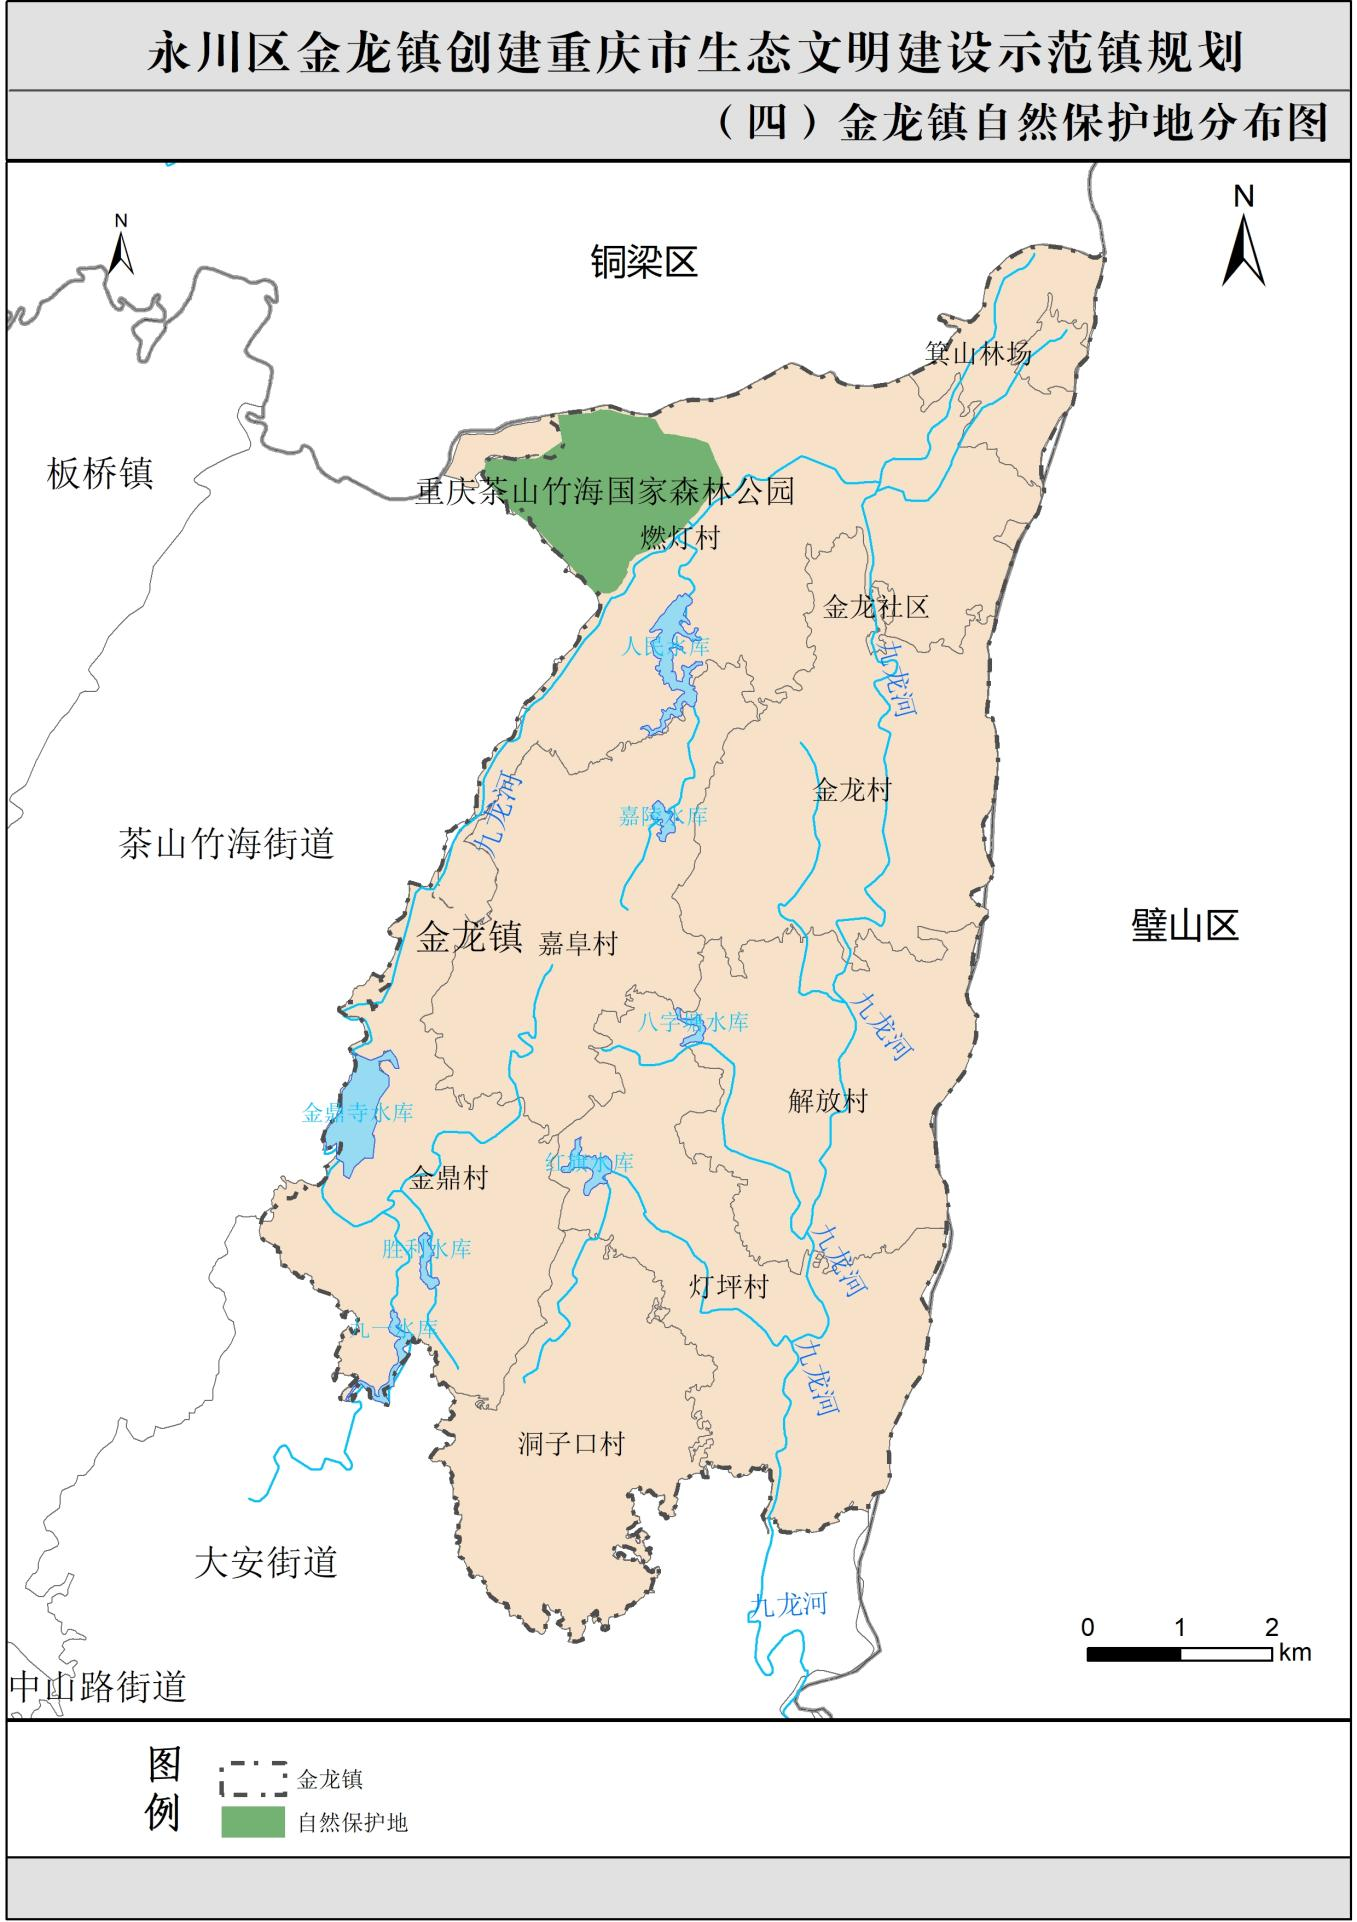 永川区金龙镇创建重庆市生态文明建设示范镇规划
（四）金龙镇自然保护地分布图
N
N
铜梁区
箕山林场
板桥镇
重庆茶山竹海国家森林公园
燃灯村
金龙社区
人民水库
九龙河
金龙村
九龙河
嘉陵水库
茶山竹海街道
璧山区
金龙镇
嘉阜村
八字塘水库
九龙河
解放村
金鼎寺水库
红旗水库
金鼎村
胜利水库
九龙河
灯坪村
九一水库
九龙河
洞子口村
大安街道
九龙河
0 1 2
km
中山路街道
图例
金龙镇
自然保护地